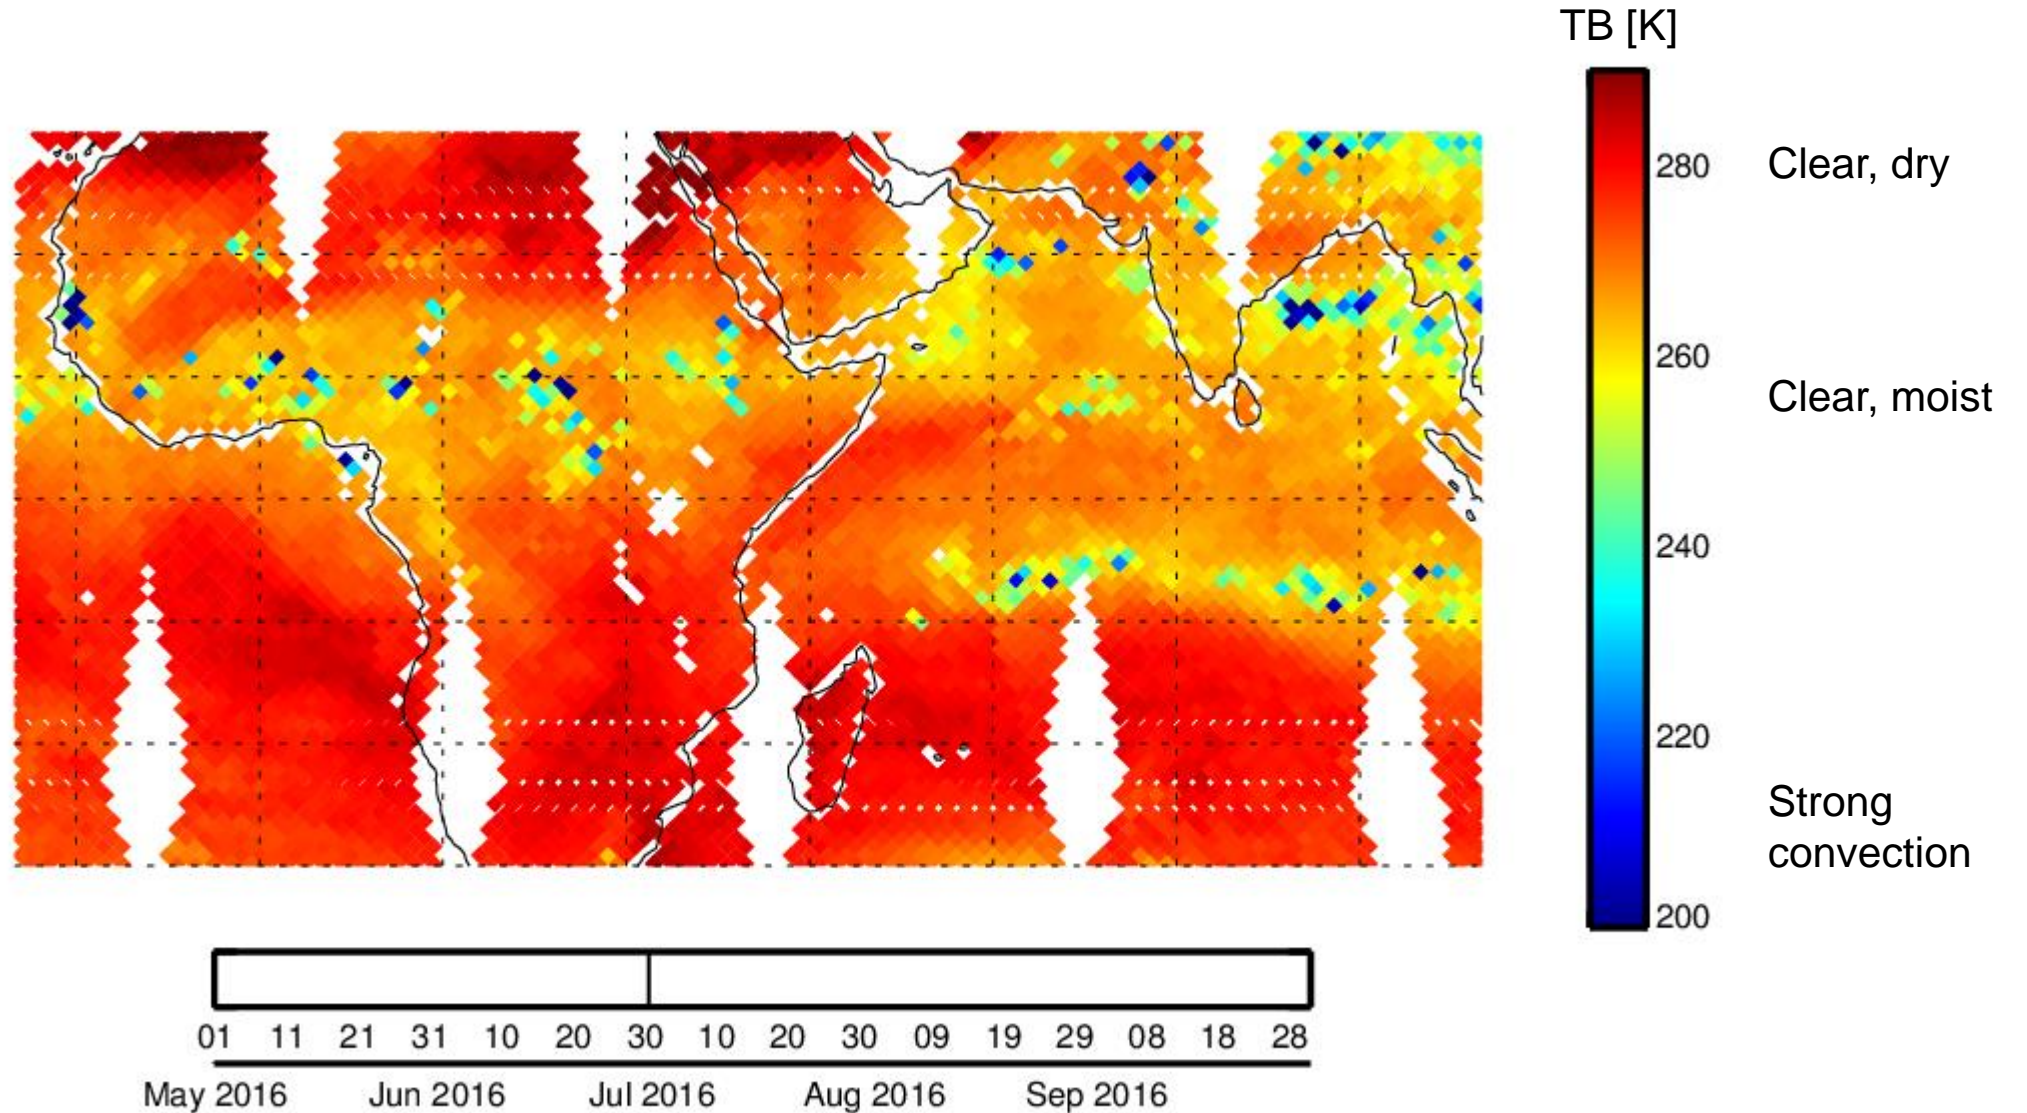 TB [K]
280
Clear, dry
260
Clear, moist
240
220
Strong
convection
200
01 11 21 31 10 20 30 10 20 30 09 19 29 08 18 28
May 2016 Jun 2016 Jul 2016 Aug 2016 Sep 2016